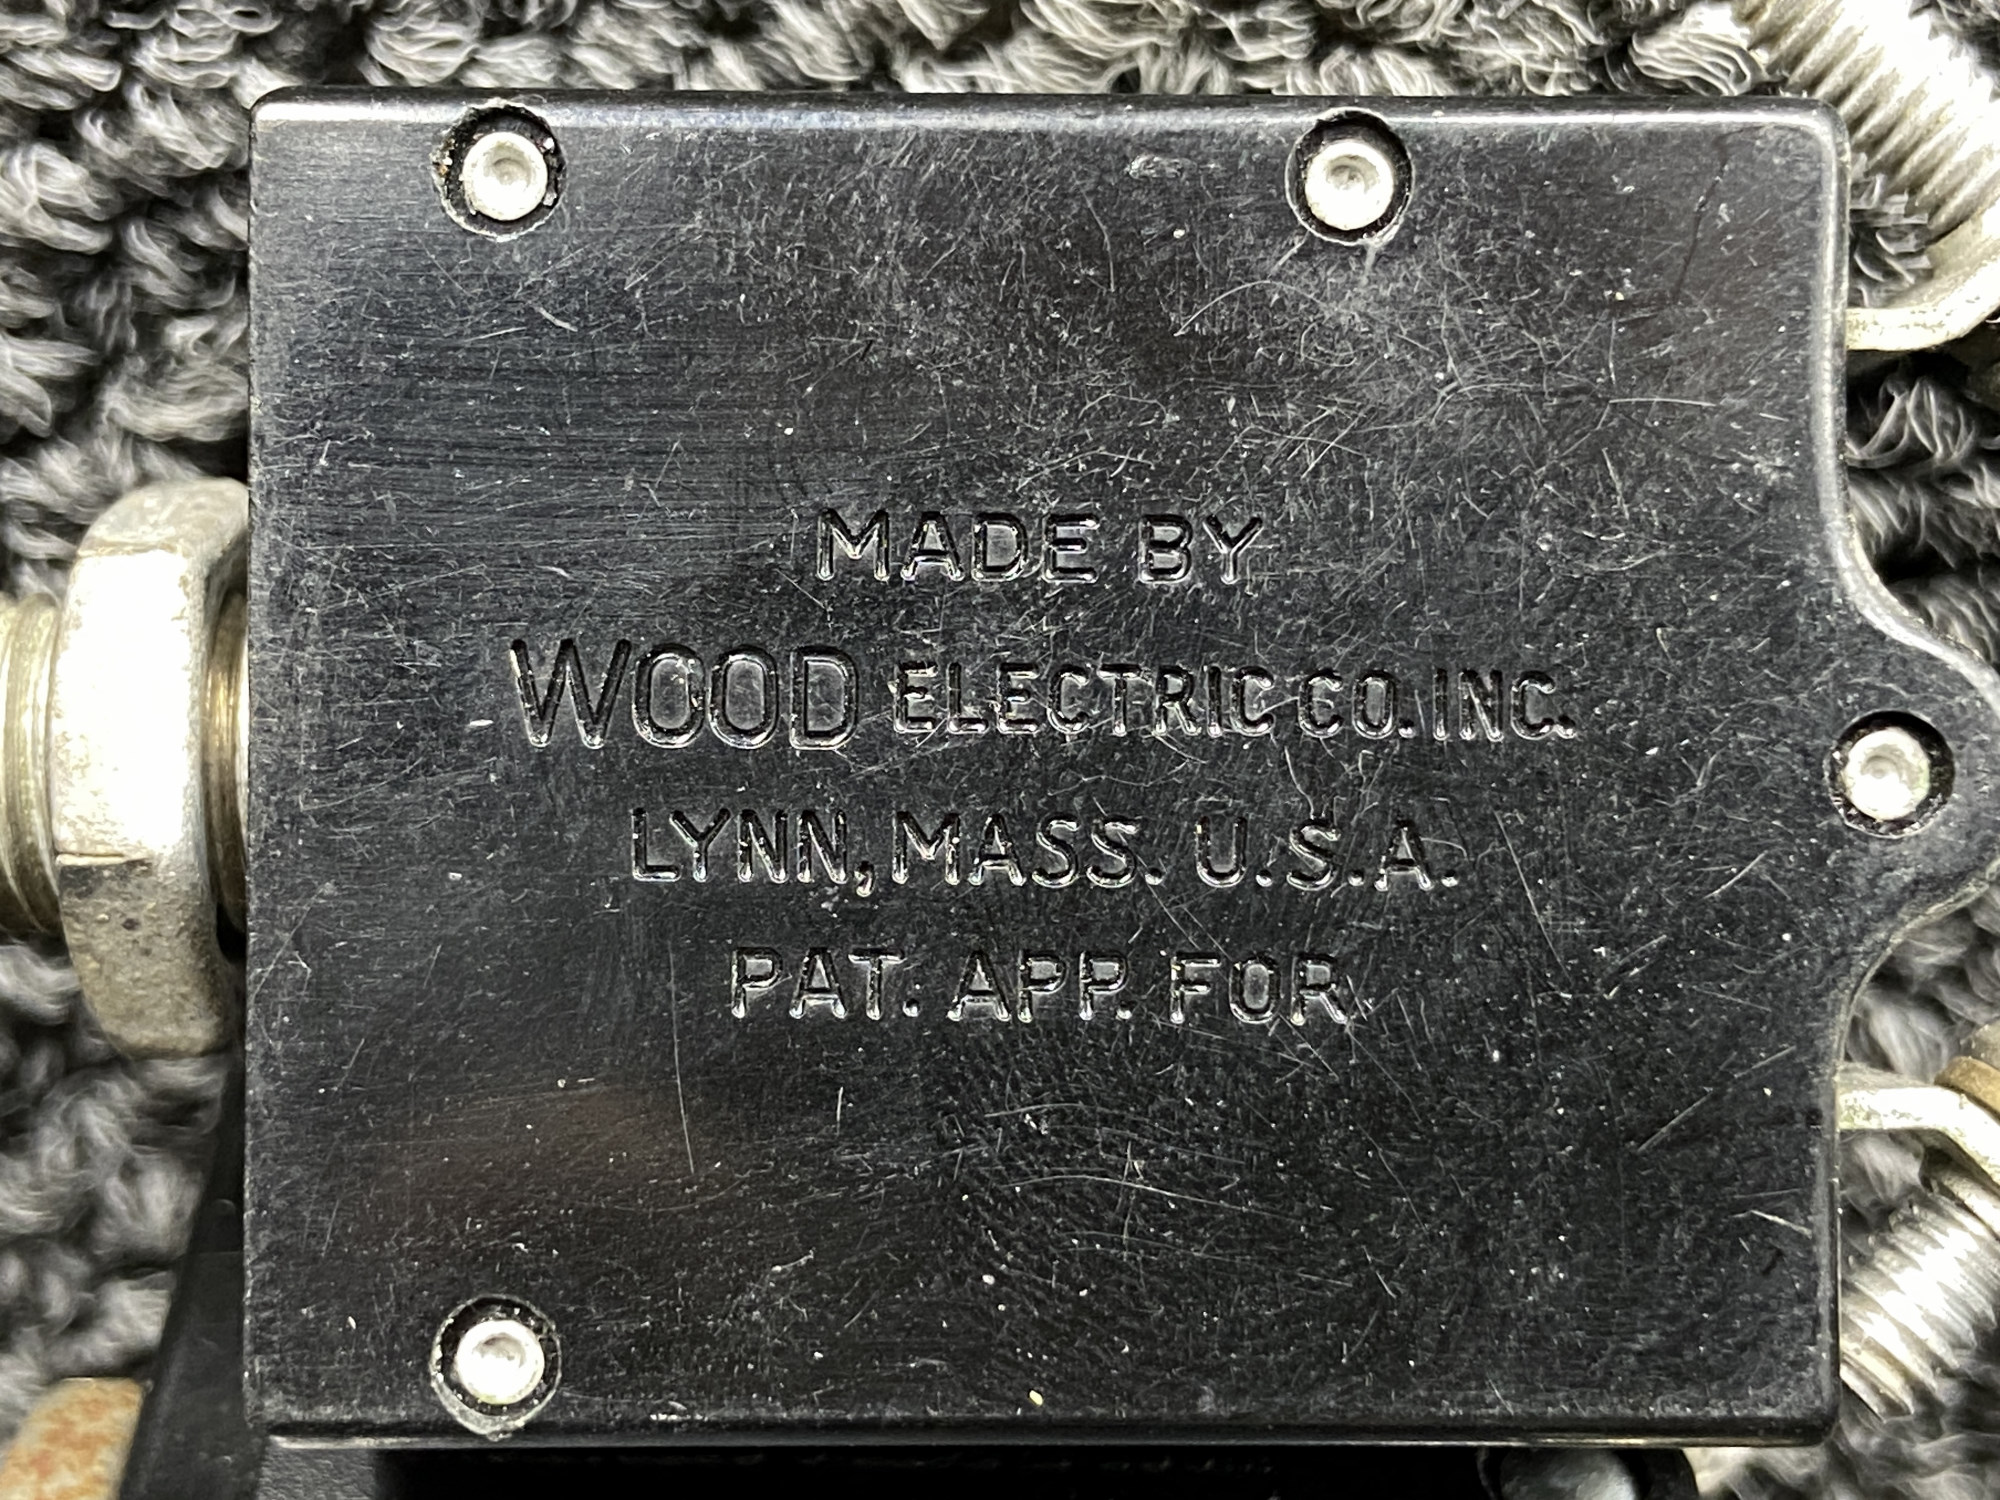 MADE BY
WOOD ELECTRIC CO. INC.
LYNN, MASS. U.S.A.
PAT. APP. FOR